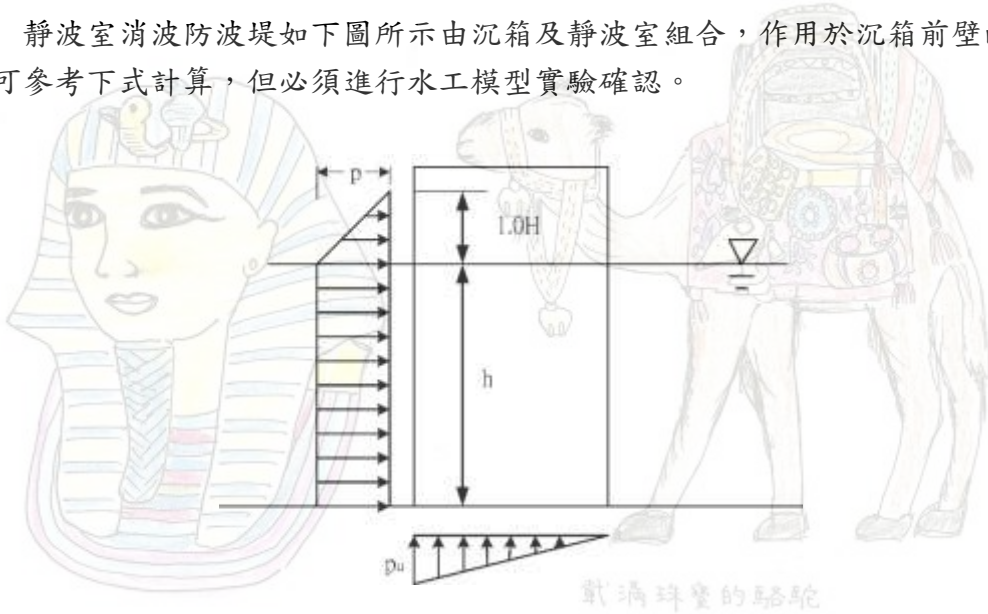 靜波室消波防波堤如下圖所示由沉箱及靜波室組合，作用於沉箱前壁
可參考下式計算，但必須進行水工模型實驗確認。
p
1.0H
h
pu
戴滿珠寶的駱駝